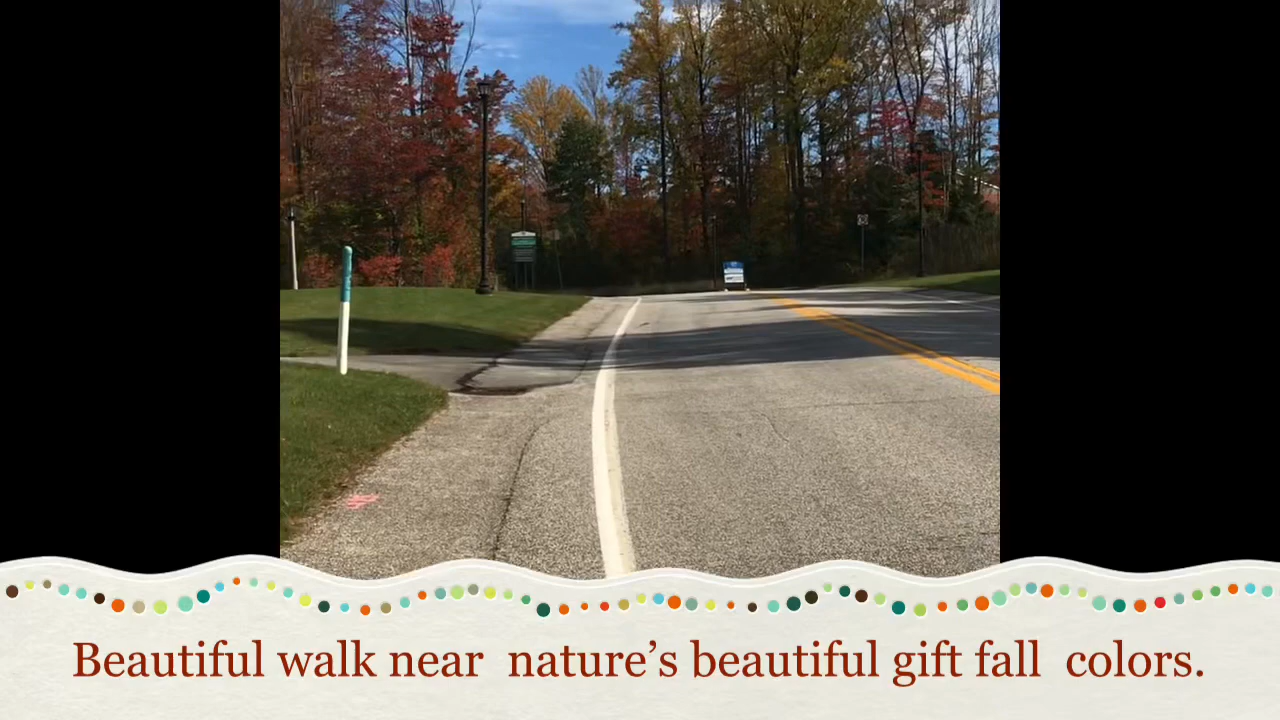 Beautiful walk near  nature’s beautiful gift fall  colors.